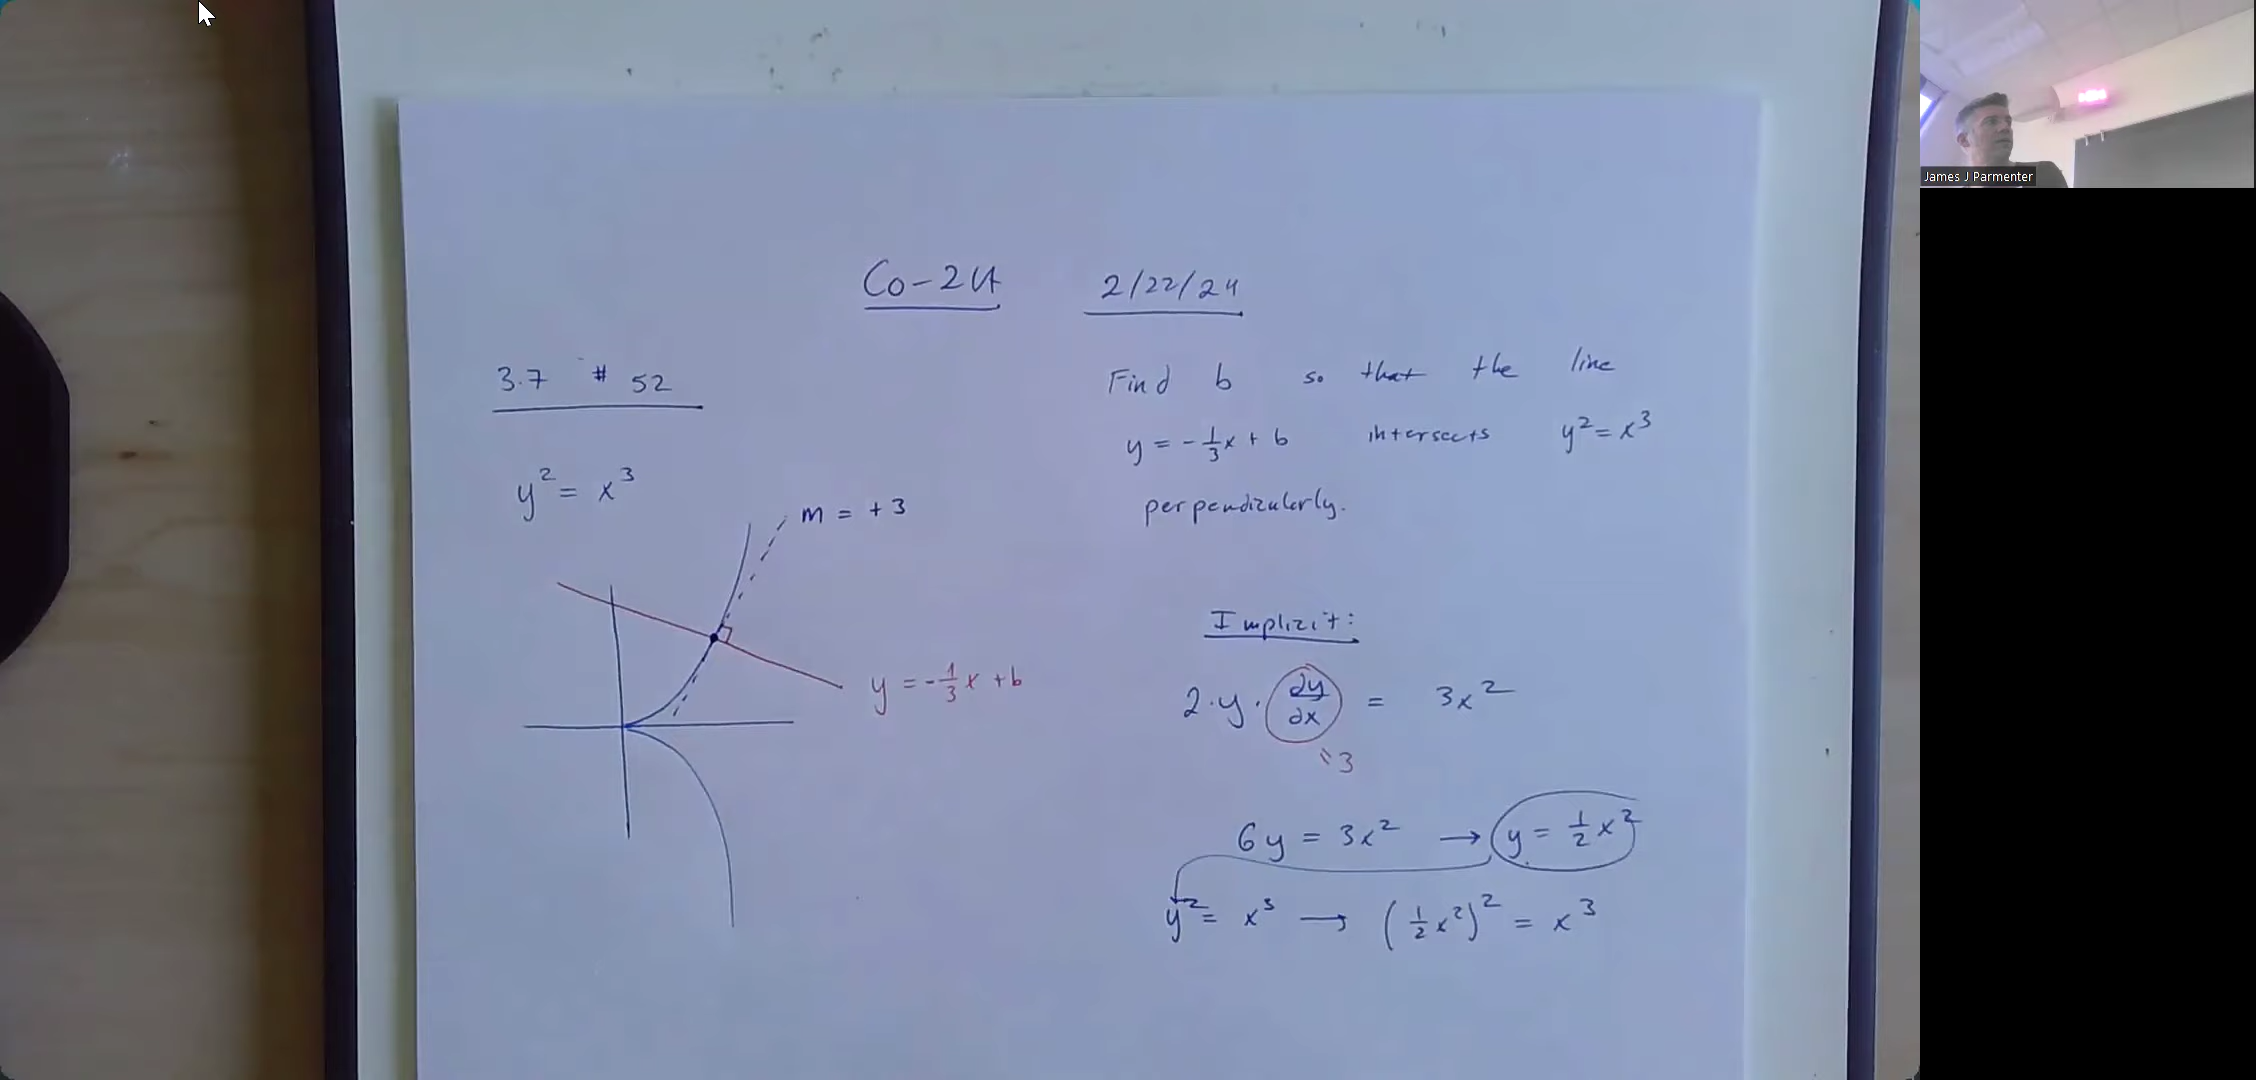 Co-24
2/22/24
3.7 # 52
y² = x³
m = +3
y = -1/3x + b
Find b so that the line
y = -1/3x + b intersects y² = x³
perpendicularly.
Implicit:
2·y·(dy/dx) = 3x²
=3
6y = 3x² → y = 1/2x²
y² = x³ → (1/2x²)² = x³
James J Parmenter